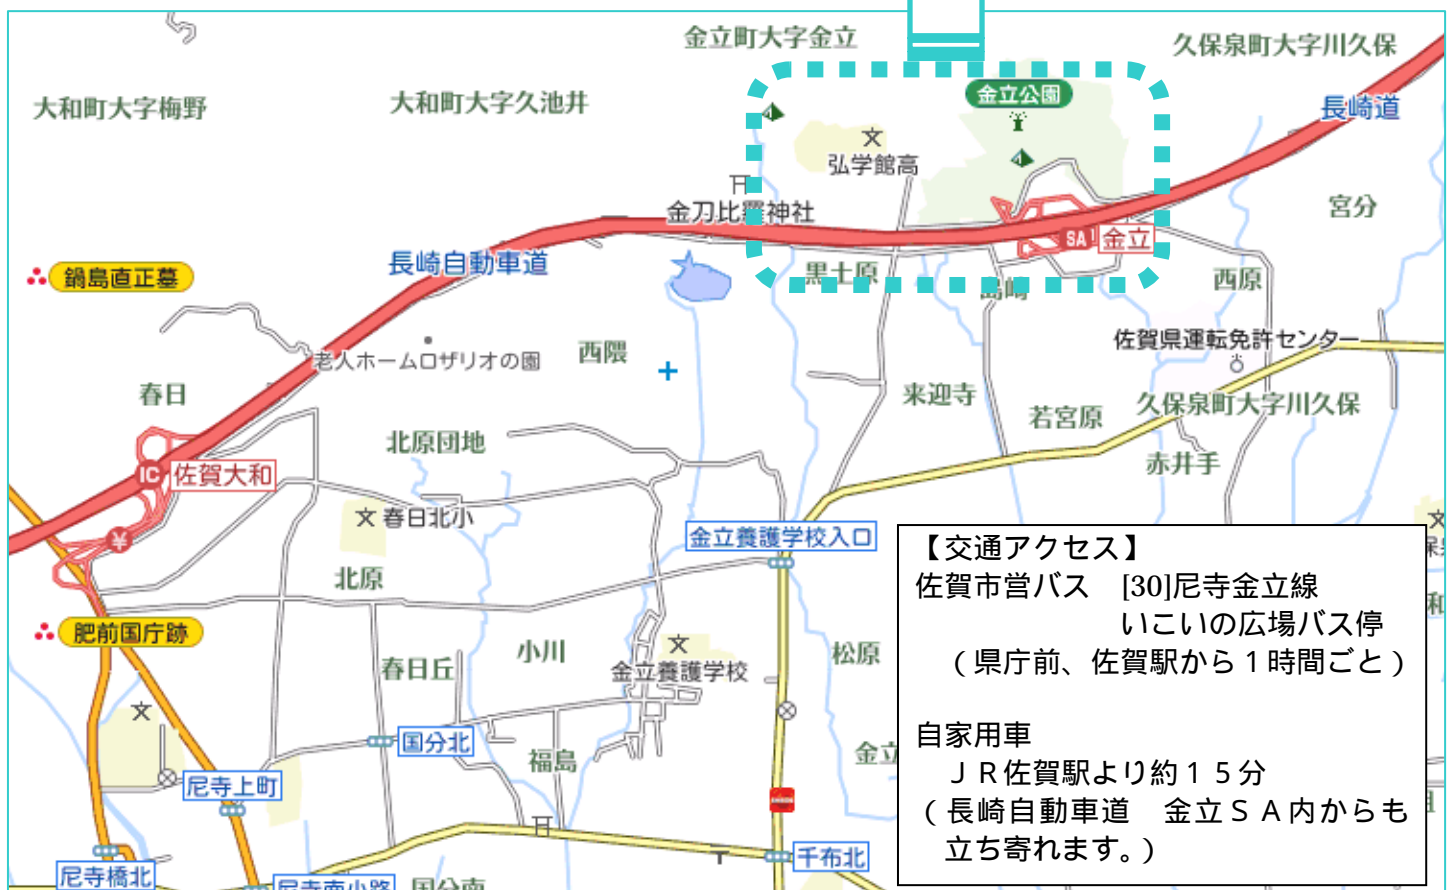 金立町大字金立
久保泉町大字川久保
大和町大字梅野
大和町大字久池井
金立公園
長崎道
弘学館高
金刀比羅神社
宮分
SA 金立
長崎自動車道
黒土原
西原
鍋島直正墓
島崎
佐賀県運転免許センター
老人ホームロザリオの園
西隈
春日
来迎寺
若宮原
久保泉町大字川久保
北原団地
赤井手
IC 佐賀大和
春日北小
金立養護学校入口
¥
北原
肥前国庁跡
小川
松原
春日丘
金立養護学校
国分北
福島
金立
尼寺上町
千布北
尼寺橋北
尼寺南小路
国分南
【交通アクセス】
佐賀市営バス　[30]尼寺金立線
いこいの広場バス停
（県庁前、佐賀駅から１時間ごと）
自家用車
ＪＲ佐賀駅より約１５分
（長崎自動車道　金立ＳＡ内からも
立ち寄れます。）